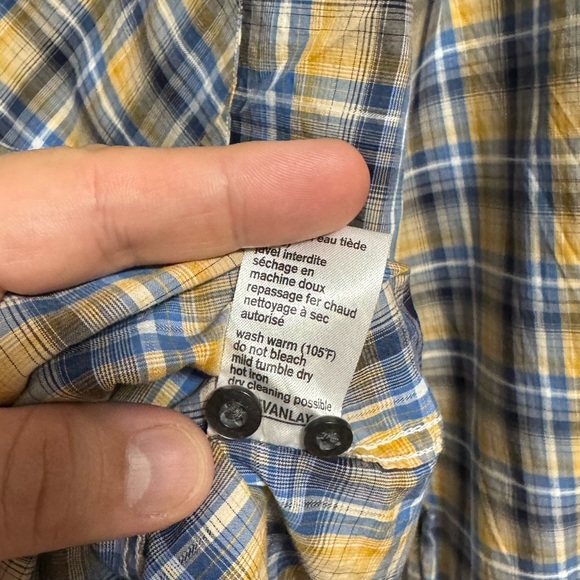 eau tiède
javel interdite
séchage en
machine doux
repassage fer chaud
nettoyage à sec
autorisé
wash warm (105°F)
do not bleach
mild tumble dry
hot iron
dry cleaning possible
VANLAY